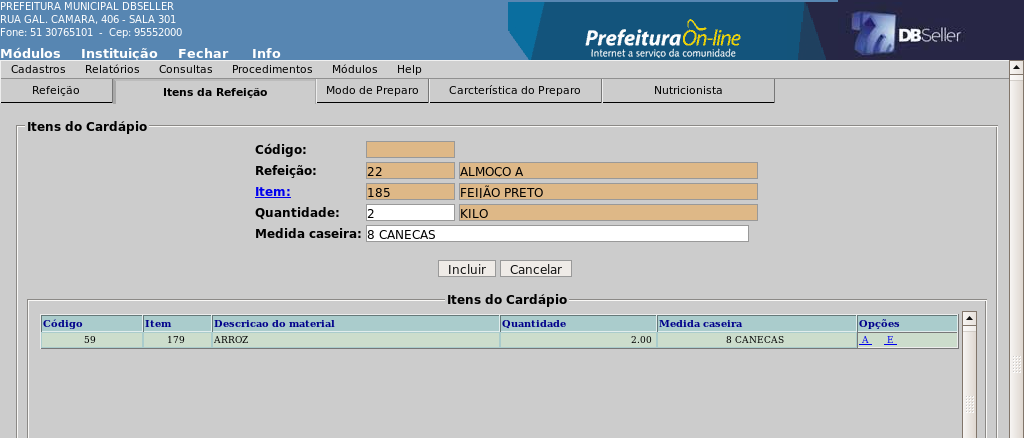 PREFEITURA MUNICIPAL DBSELLER
RUA GAL. CAMARA, 406 - SALA 301
Fone: 51 30765101 - Cep: 95552000
Módulos Instituição Fechar Info
Prefeitura On-line
Internet a serviço da comunidade
DBSeller
Cadastros Relatórios Consultas Procedimentos Módulos Help
Refeição Itens da Refeição Modo de Preparo Carcterística do Preparo Nutricionista
Itens do Cardápio
Código:
Refeição: 22 ALMOCO A
Item: 185 FEIJÃO PRETO
Quantidade: 2 KILO
Medida caseira: 8 CANECAS
Incluir Cancelar
Itens do Cardápio
Código Item Descricao do material Quantidade Medida caseira Opções
59 179 ARROZ 2.00 8 CANECAS A E